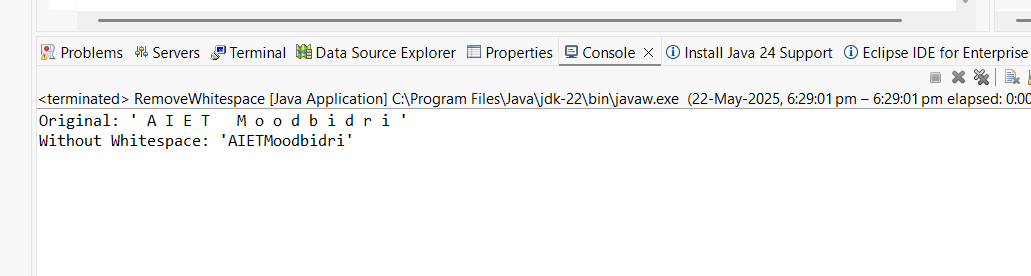 Problems Servers Terminal Data Source Explorer Properties Console Install Java 24 Support Eclipse IDE for Enterprise
<terminated> RemoveWhitespace [Java Application] C:\Program Files\Java\jdk-22\bin\javaw.exe (22-May-2025, 6:29:01 pm – 6:29:01 pm elapsed: 0:00
Original: ' A I E T   M o o d b i d r i '
Without Whitespace: 'AIETMoodbidri'